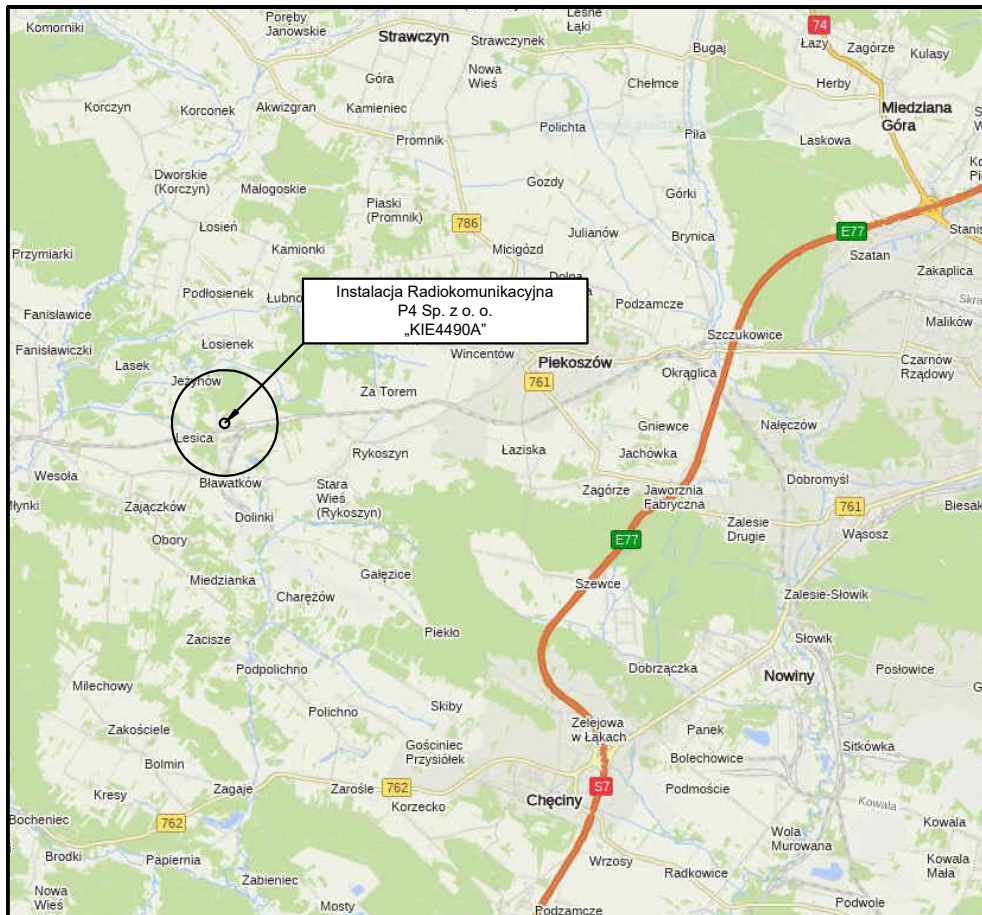 Komorniki
Poręby
Janowskie
Strawczyn
Strawczynek
Leśne
Łąki
Bugaj
74
Łazy
Zagórze
Kulasy
Góra
Nowa
Wieś
Chełmce
Herby
Korczyn
Korconek
Akwizgran
Kamieniec
Miedziana
Góra
Promnik
Polichta
Piła
Laskowa
Dworskie
(Korczyn)
Małogoskie
Gozdy
Górki
Piaski
(Promnik)
Łosień
786
Julianów
Brynica
E77
Przymiarki
Kamionki
Micigózd
Szatan
Zakaplica
Podłosienek
Podzamcze
Fanisławice
Instalacja Radiokomunikacyjna
P4 Sp. z o. o.
„KIE4490A”
Malików
Fanisławiczki
Łosienek
Wincentów
Szczukowice
Piekoszów
Lasek
Jeżynów
Za Torem
761
Okrąglica
Czarnów
Rządowy
Lesica
Gniewce
Nałęczów
Wesoła
Rykoszyn
Łaziska
Jachówka
Bławatków
Stara
Wieś
(Rykoszyn)
Zagórze
Jaworznia
Fabryczna
Dobromyśl
Zajączków
Dolinki
761
Zalesie
Drugie
Wąsosz
Obory
E77
Miedzianka
Gałęzice
Szewce
Charężów
Zalesie-Słowik
Zacisze
Piekło
Słowik
Podpolichno
Dobrzączka
Nowiny
Posłowice
Milechowy
Polichno
Skiby
Zakościele
Zelejowa
w Łąkach
Panek
Gościniec
Przysiółek
Bolechowice
Sitkówka
Bolmin
Kresy
Zagaje
Zarośle
762
Korzecko
Chęciny
S7
Podmoście
Kowala
Bocheniec
762
Kowala
Wola
Murowana
Brodki
Papiernia
Wrzosy
Radkowice
Kowala
Mała
Nowa
Wieś
Żabieniec
Mosty
Podzamcze
Podwole